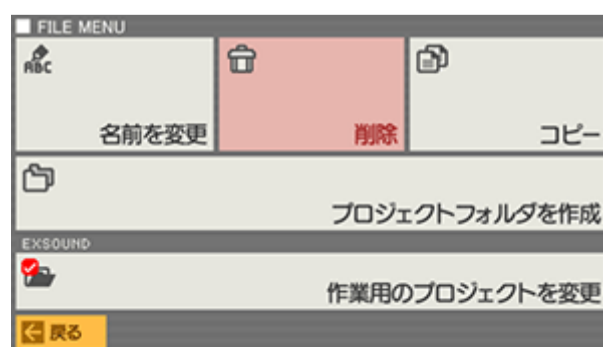 FILE MENU
ABC
名前を変更
削除
コピー
プロジェクトフォルダを作成
EXSOUND
作業用のプロジェクトを変更
戻る